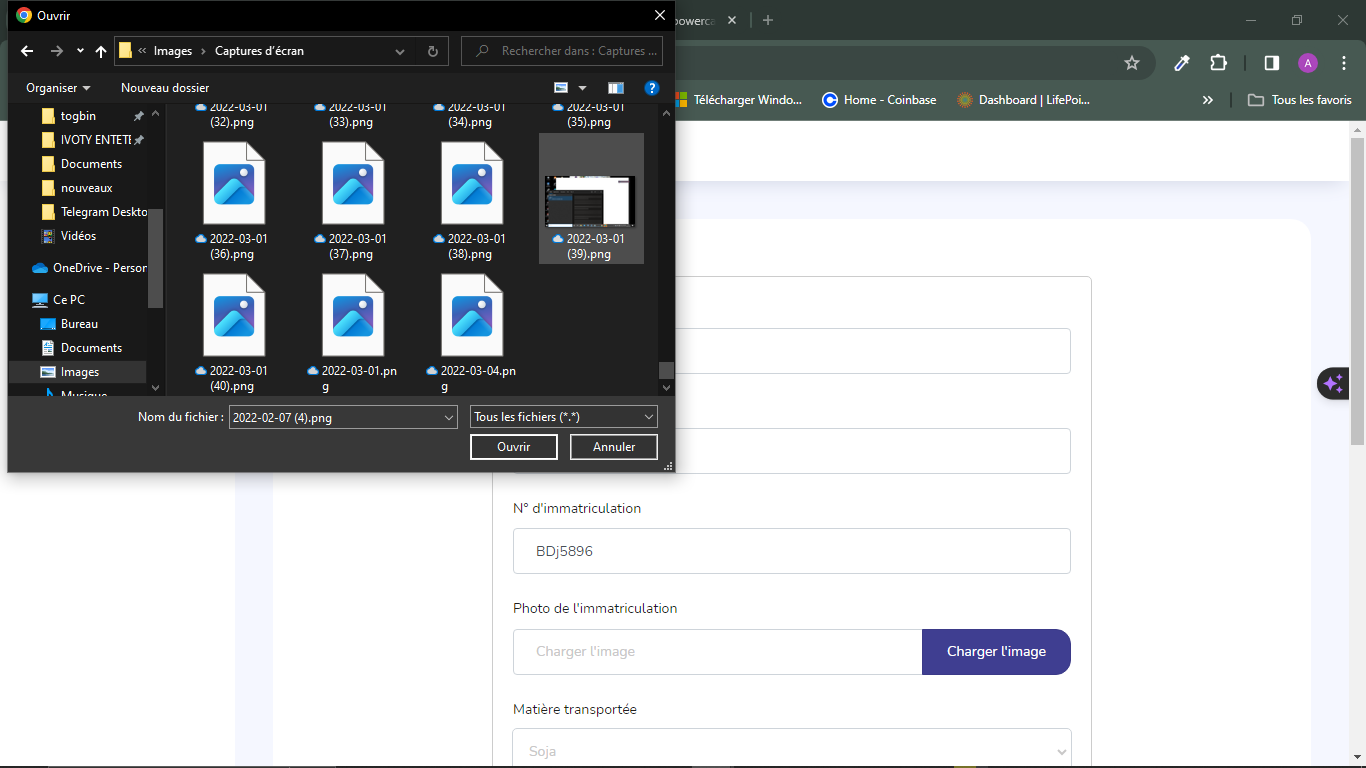 Ouvrir
powerca
Images
Captures d'écran
Rechercher dans : Captures ...
Organiser
Nouveau dossier
Télécharger Windo...
Home - Coinbase
Dashboard | LifePoi...
Tous les favoris
A
togbin
IVOTY ENTETE
Documents
nouveaux
Telegram Deskto
Vidéos
OneDrive - Person
Ce PC
Bureau
Documents
Images
Musique
2022-03-01
(32).png
2022-03-01
(33).png
2022-03-01
(34).png
2022-03-01
(35).png
2022-03-01
(36).png
2022-03-01
(37).png
2022-03-01
(38).png
2022-03-01
(39).png
2022-03-01
(40).png
2022-03-01.pn
g
2022-03-04.pn
g
Nom du fichier :
2022-02-07 (4).png
Tous les fichiers (*.*)
Ouvrir
Annuler
N° d'immatriculation
BDj5896
Photo de l'immatriculation
Charger l'image
Charger l'image
Matière transportée
Soja